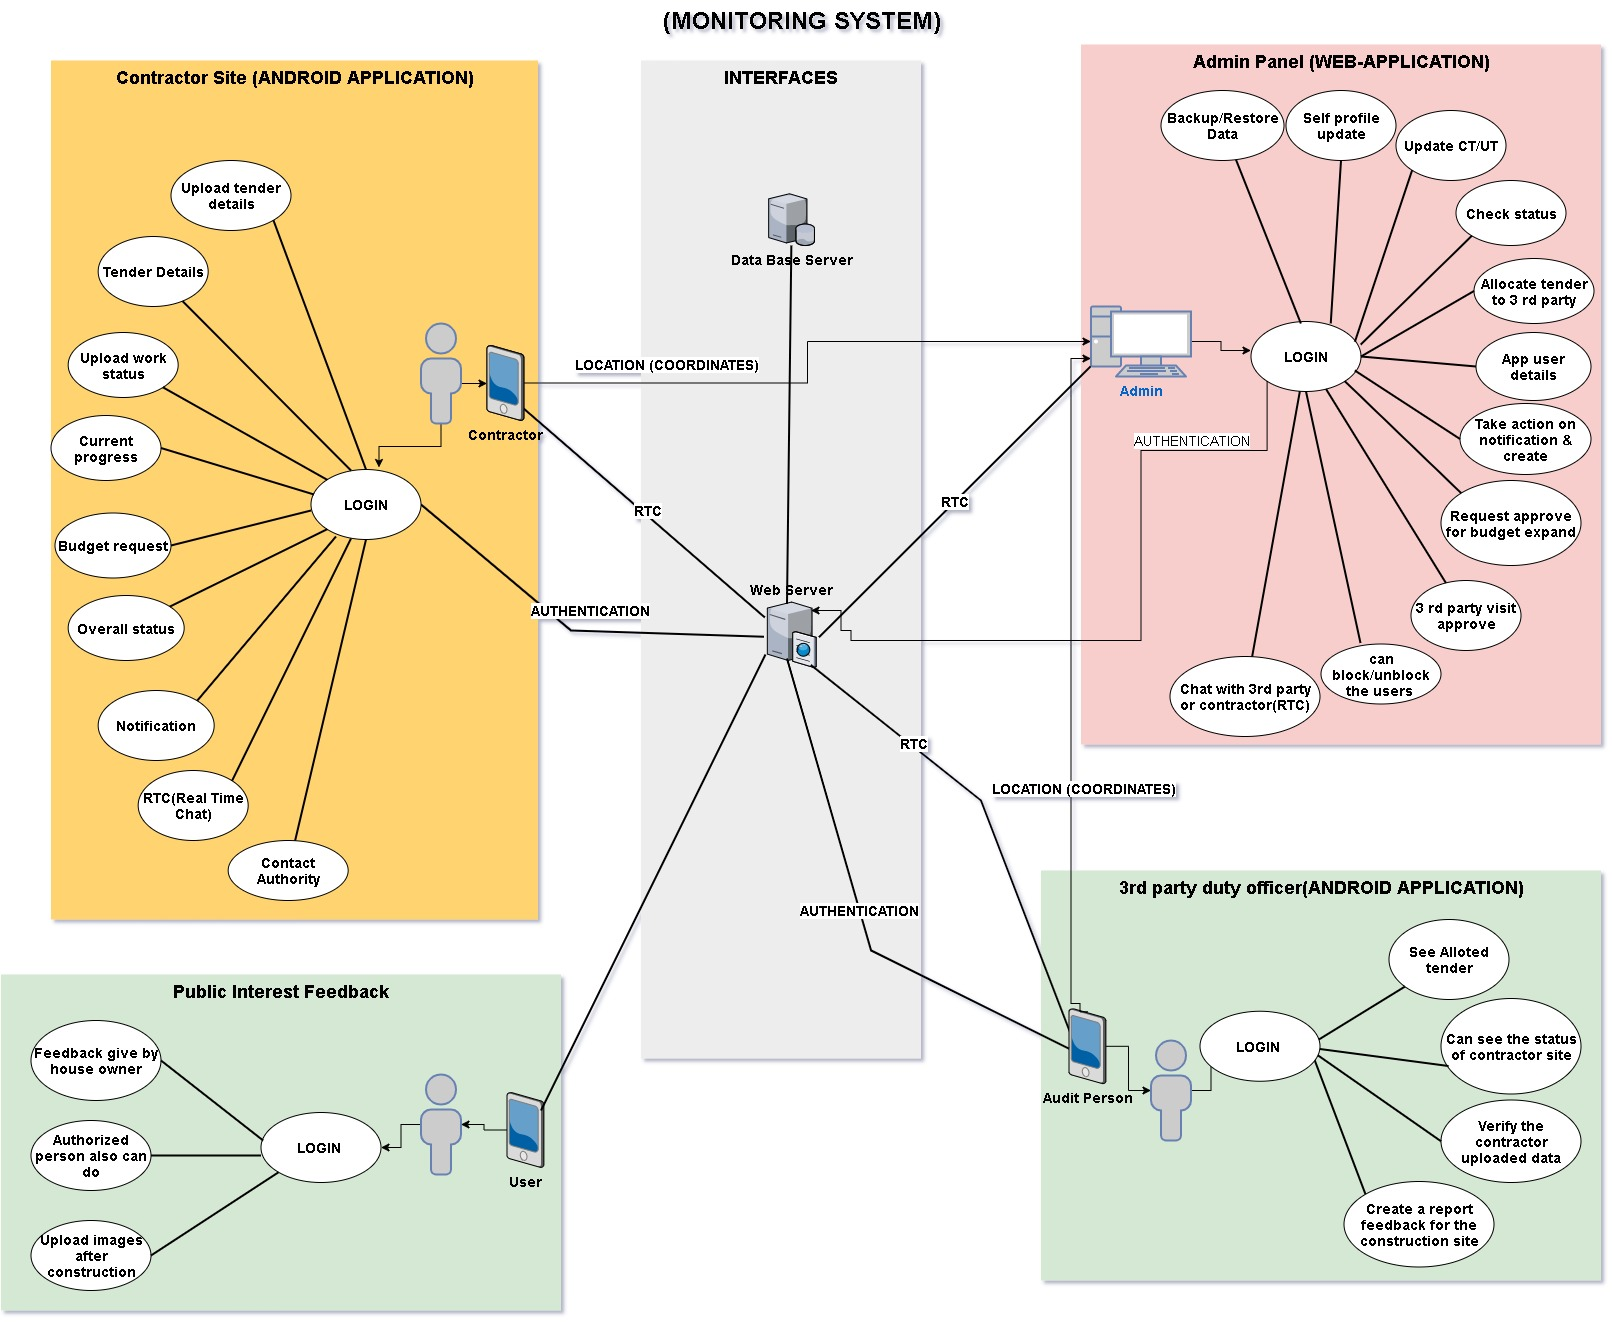 (MONITORING SYSTEM)
Contractor Site (ANDROID APPLICATION)
Upload tender
details
Tender Details
Upload work
status
Current
progress
Budget request
Overall status
Notification
RTC(Real Time
Chat)
Contact
Authority
LOGIN
Contractor
INTERFACES
Data Base Server
LOCATION (COORDINATES)
RTC
RTC
Web Server
AUTHENTICATION
RTC
AUTHENTICATION
LOCATION (COORDINATES)
Admin Panel (WEB-APPLICATION)
Backup/Restore
Data
Self profile
update
Update CT/UT
Check status
Allocate tender
to 3 rd party
App user
details
Take action on
notification &
create
Request approve
for budget expand
3 rd party visit
approve
can
block/unblock
the users
Chat with 3rd party
or contractor(RTC)
LOGIN
Admin
AUTHENTICATION
Public Interest Feedback
Feedback give by
house owner
Authorized
person also can
do
Upload images
after
construction
LOGIN
User
3rd party duty officer(ANDROID APPLICATION)
See Alloted
tender
Can see the status
of contractor site
Verify the
contractor
uploaded data
Create a report
feedback for the
construction site
LOGIN
Audit Person